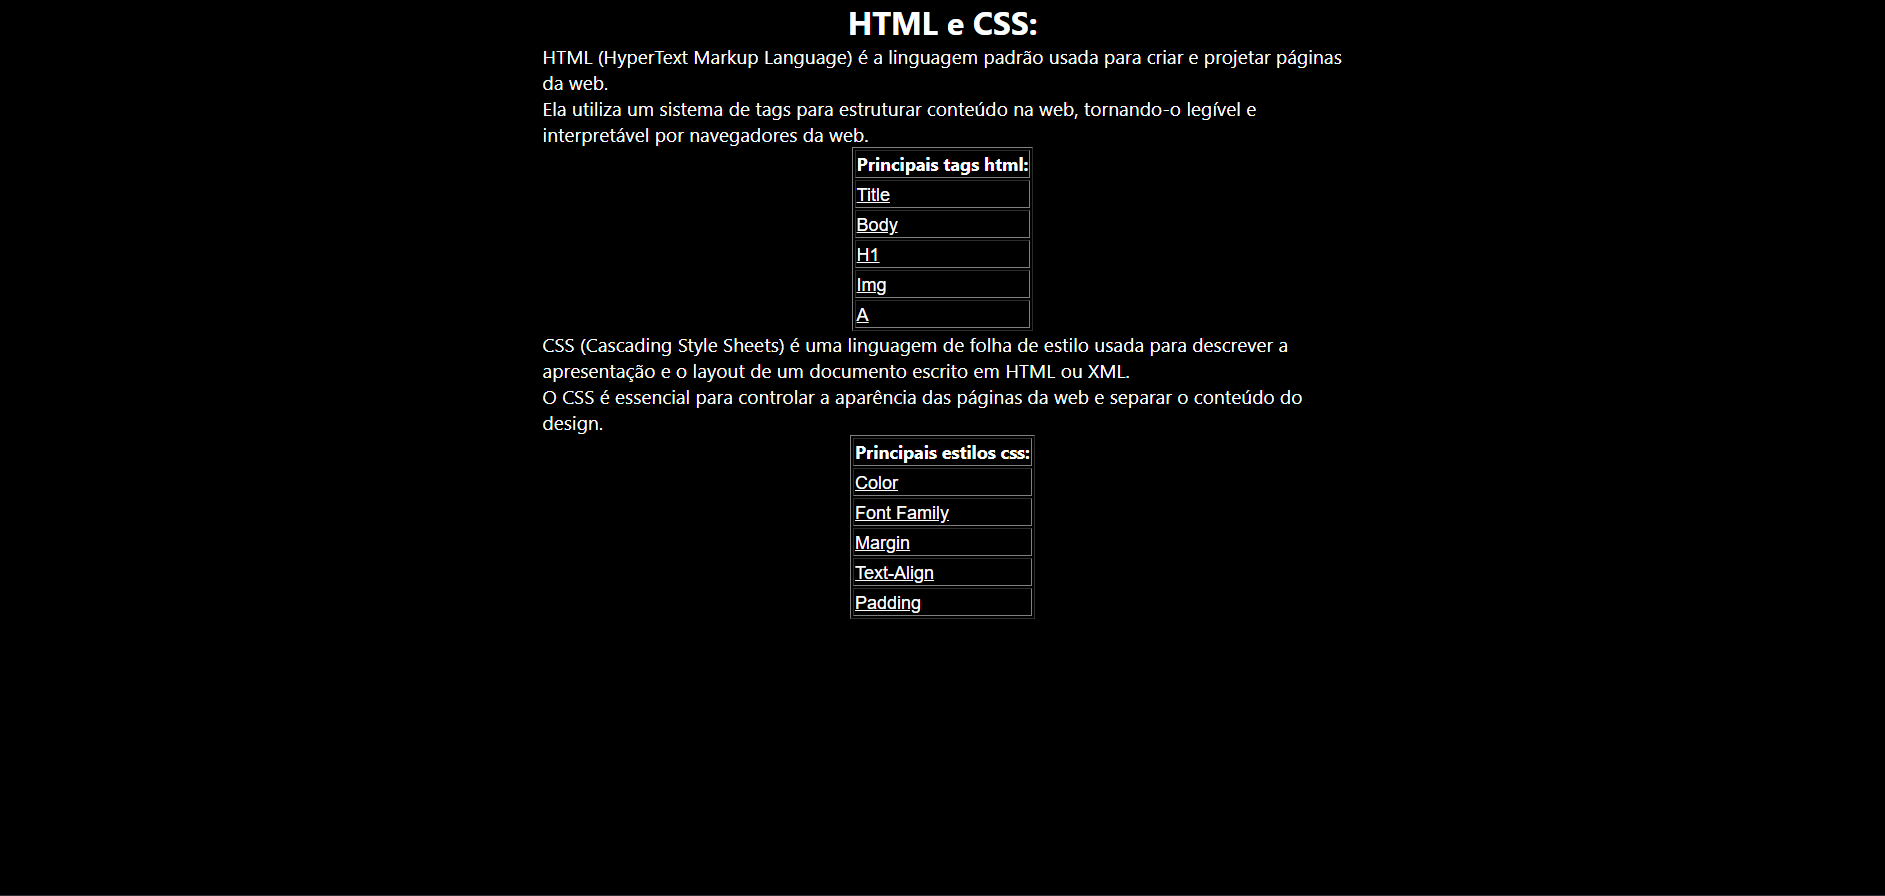 HTML e CSS:
HTML (HyperText Markup Language) é a linguagem padrão usada para criar e projetar páginas
da web.
Ela utiliza um sistema de tags para estruturar conteúdo na web, tornando-o legível e
interpretável por navegadores da web.
Principais tags html:
Title
Body
H1
Img
A
CSS (Cascading Style Sheets) é uma linguagem de folha de estilo usada para descrever a
apresentação e o layout de um documento escrito em HTML ou XML.
O CSS é essencial para controlar a aparência das páginas da web e separar o conteúdo do
design.
Principais estilos css:
Color
Font Family
Margin
Text-Align
Padding